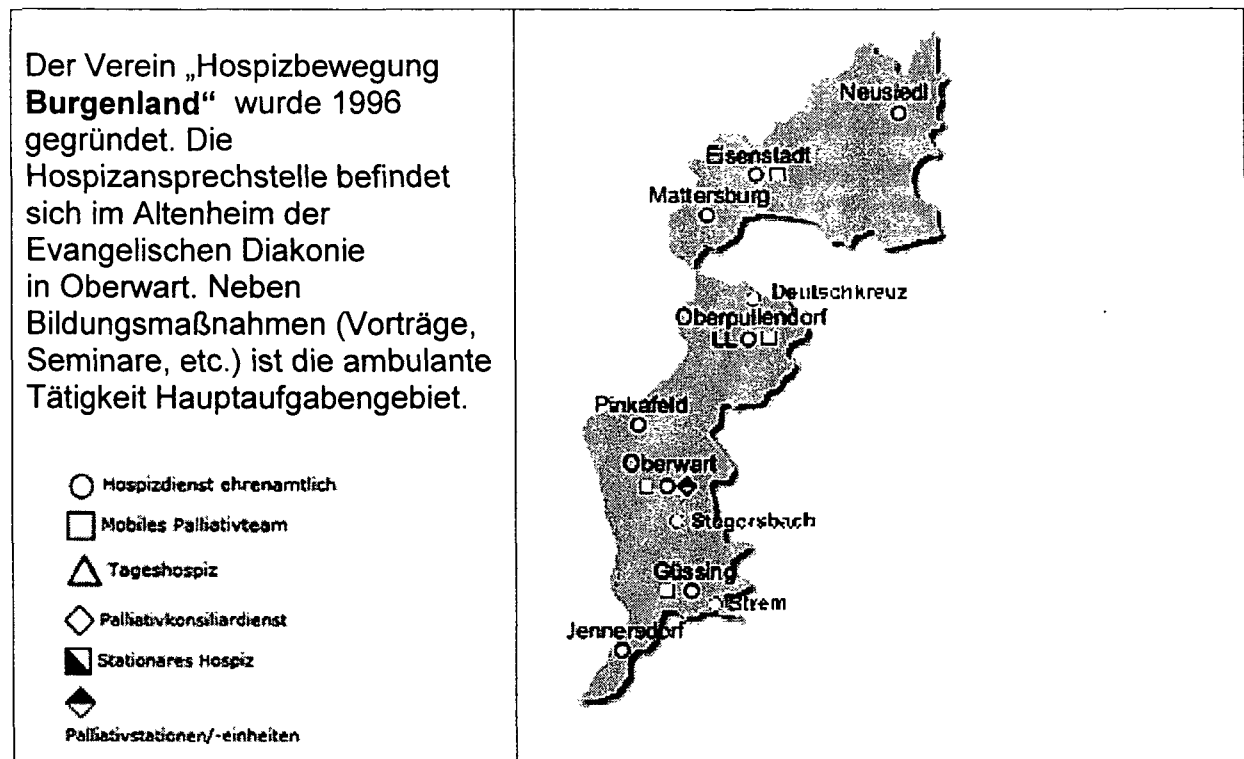 Der Verein „Hospizbewegung
Burgenland“ wurde 1996
gegründet. Die
Hospizansprechstelle befindet
sich im Altenheim der
Evangelischen Diakonie
in Oberwart. Neben
Bildungsmaßnahmen (Vorträge,
Seminare, etc.) ist die ambulante
Tätigkeit Hauptaufgabengebiet.
Hospizdienst ehrenamtlich
Mobiles Palliativteam
Tageshospiz
Palliativkonsiliardienst
Stationares Hospiz
Palliativstationen/-einheiten
Neusiedl
Eisenstadt
Mattersburg
Deutschkreuz
Oberpullendorf
LL
Pinkafeld
Oberwart
Stegersbach
Güssing
Strem
Jennersdorf